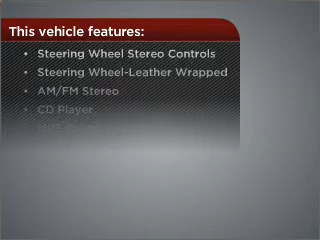 This vehicle features:
• Steering Wheel Stereo Controls
• Steering Wheel-Leather Wrapped
• AM/FM Stereo
• CD Player